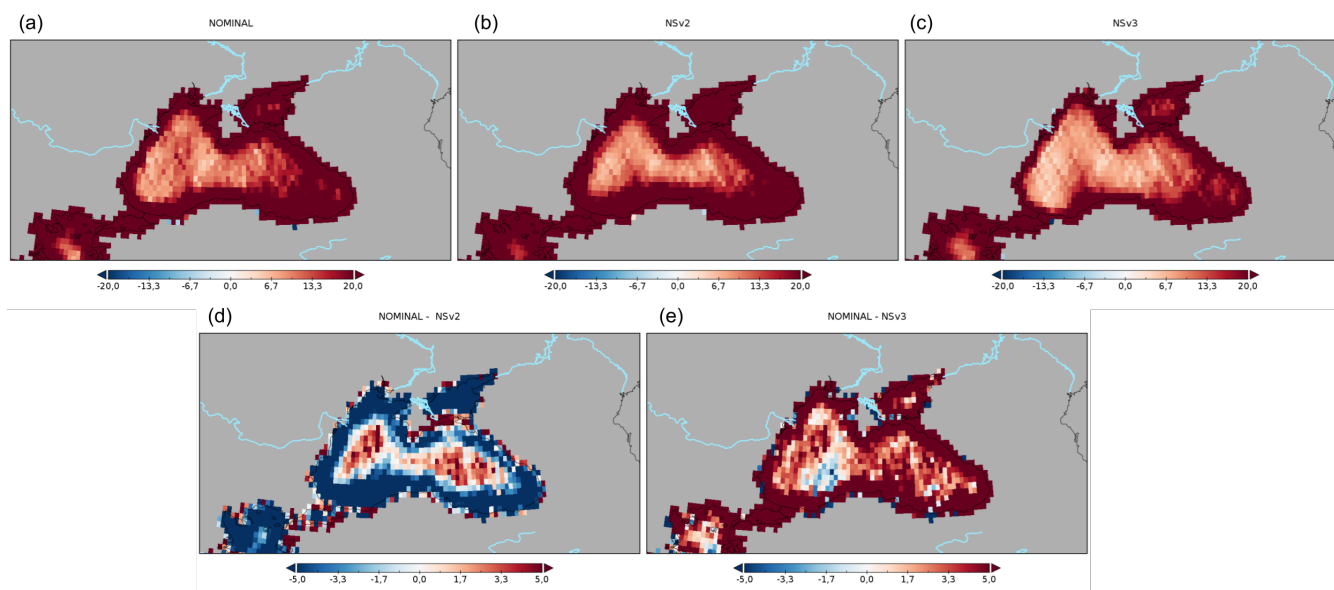 (a) NOMINAL (b) NSv2 (c) NSv3
-20,0 -13,3 -6,7 0,0 6,7 13,3 20,0 -20,0 -13,3 -6,7 0,0 6,7 13,3 20,0 -20,0 -13,3 -6,7 0,0 6,7 13,3 20,0
(d) NOMINAL - NSv2 (e) NOMINAL - NSv3
-5,0 -3,3 -1,7 0,0 1,7 3,3 5,0 -5,0 -3,3 -1,7 0,0 1,7 3,3 5,0